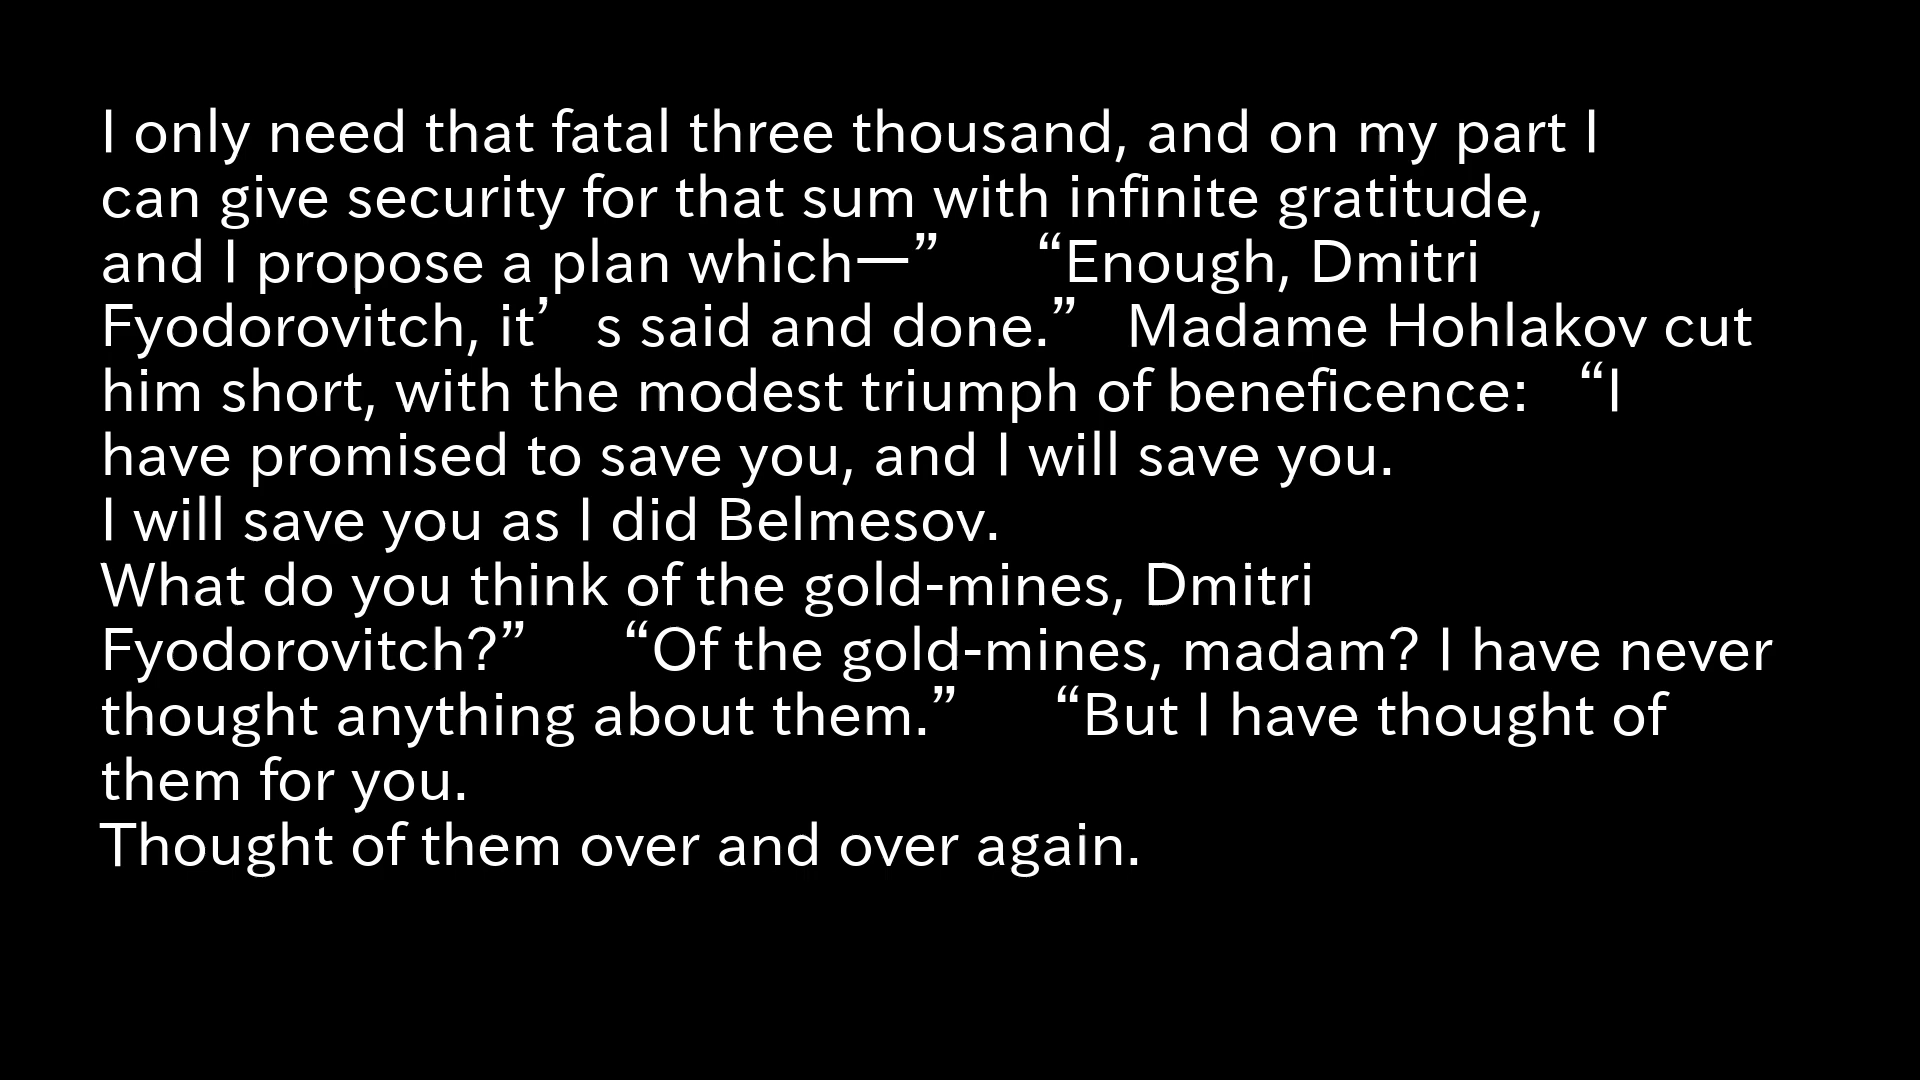 I only need that fatal three thousand, and on my part I
can give security for that sum with infinite gratitude,
and I propose a plan which—” “Enough, Dmitri
Fyodorovitch, it’s said and done.” Madame Hohlakov cut
him short, with the modest triumph of beneficence: “I
have promised to save you, and I will save you.
I will save you as I did Belmesov.
What do you think of the gold-mines, Dmitri
Fyodorovitch?” “Of the gold-mines, madam? I have never
thought anything about them.” “But I have thought of
them for you.
Thought of them over and over again.